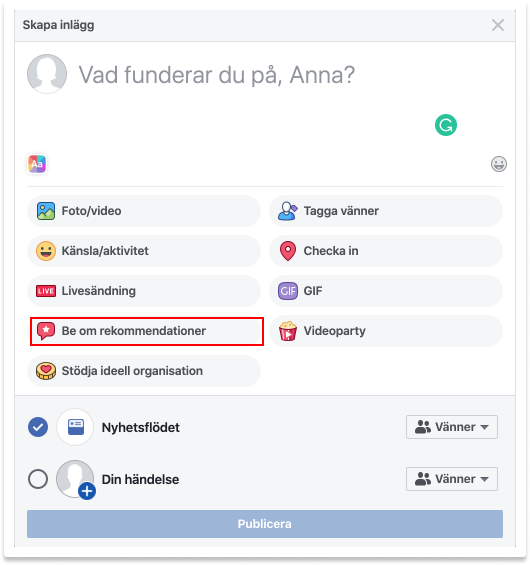 Skapa inlägg
Vad funderar du på, Anna?
Aa
Foto/video
Tagga vänner
Känsla/aktivitet
Checka in
LIVE Livesändning
GIF GIF
Be om rekommendationer
Videoparty
Stödja ideell organisation
Nyhetsflödet
Vänner
Din händelse
Vänner
Publicera